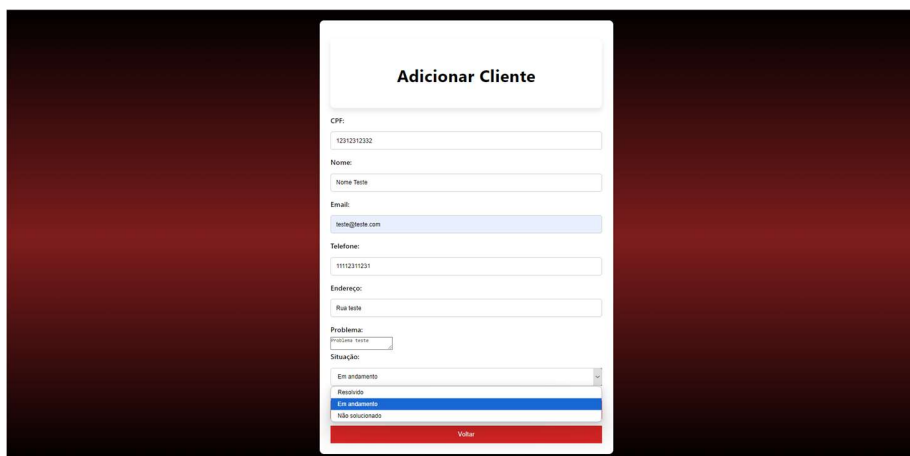 Adicionar Cliente
CPF:
12312312332
Nome:
Nome Teste
Email:
teste@teste.com
Telefone:
11112311231
Endereço:
Rua teste
Problema:
Problema teste
Situação:
Em andamento
Resolvido
Em andamento
Não solucionado
Voltar